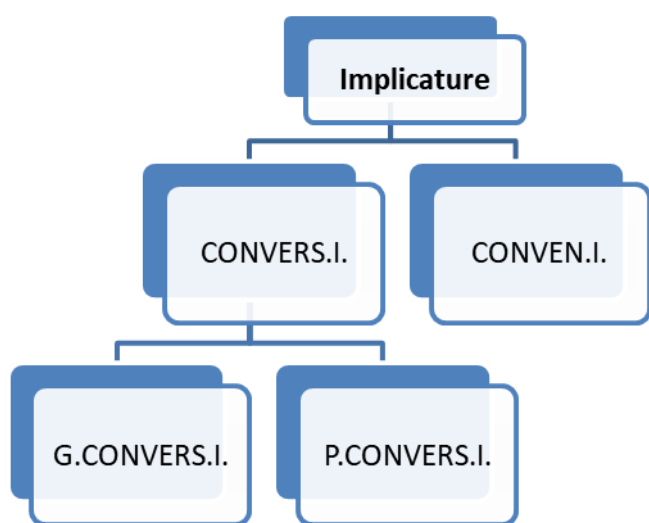 Implicature
CONVERS.I.
CONVEN.I.
G.CONVERS.I.
P.CONVERS.I.